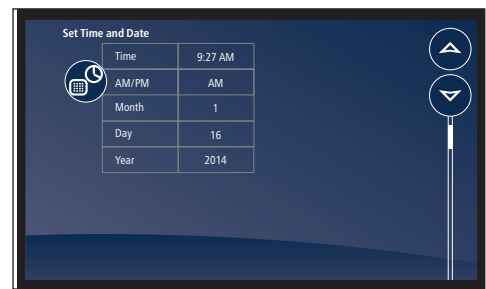 Set Time and Date
Time 9:27 AM
AM/PM AM
Month 1
Day 16
Year 2014